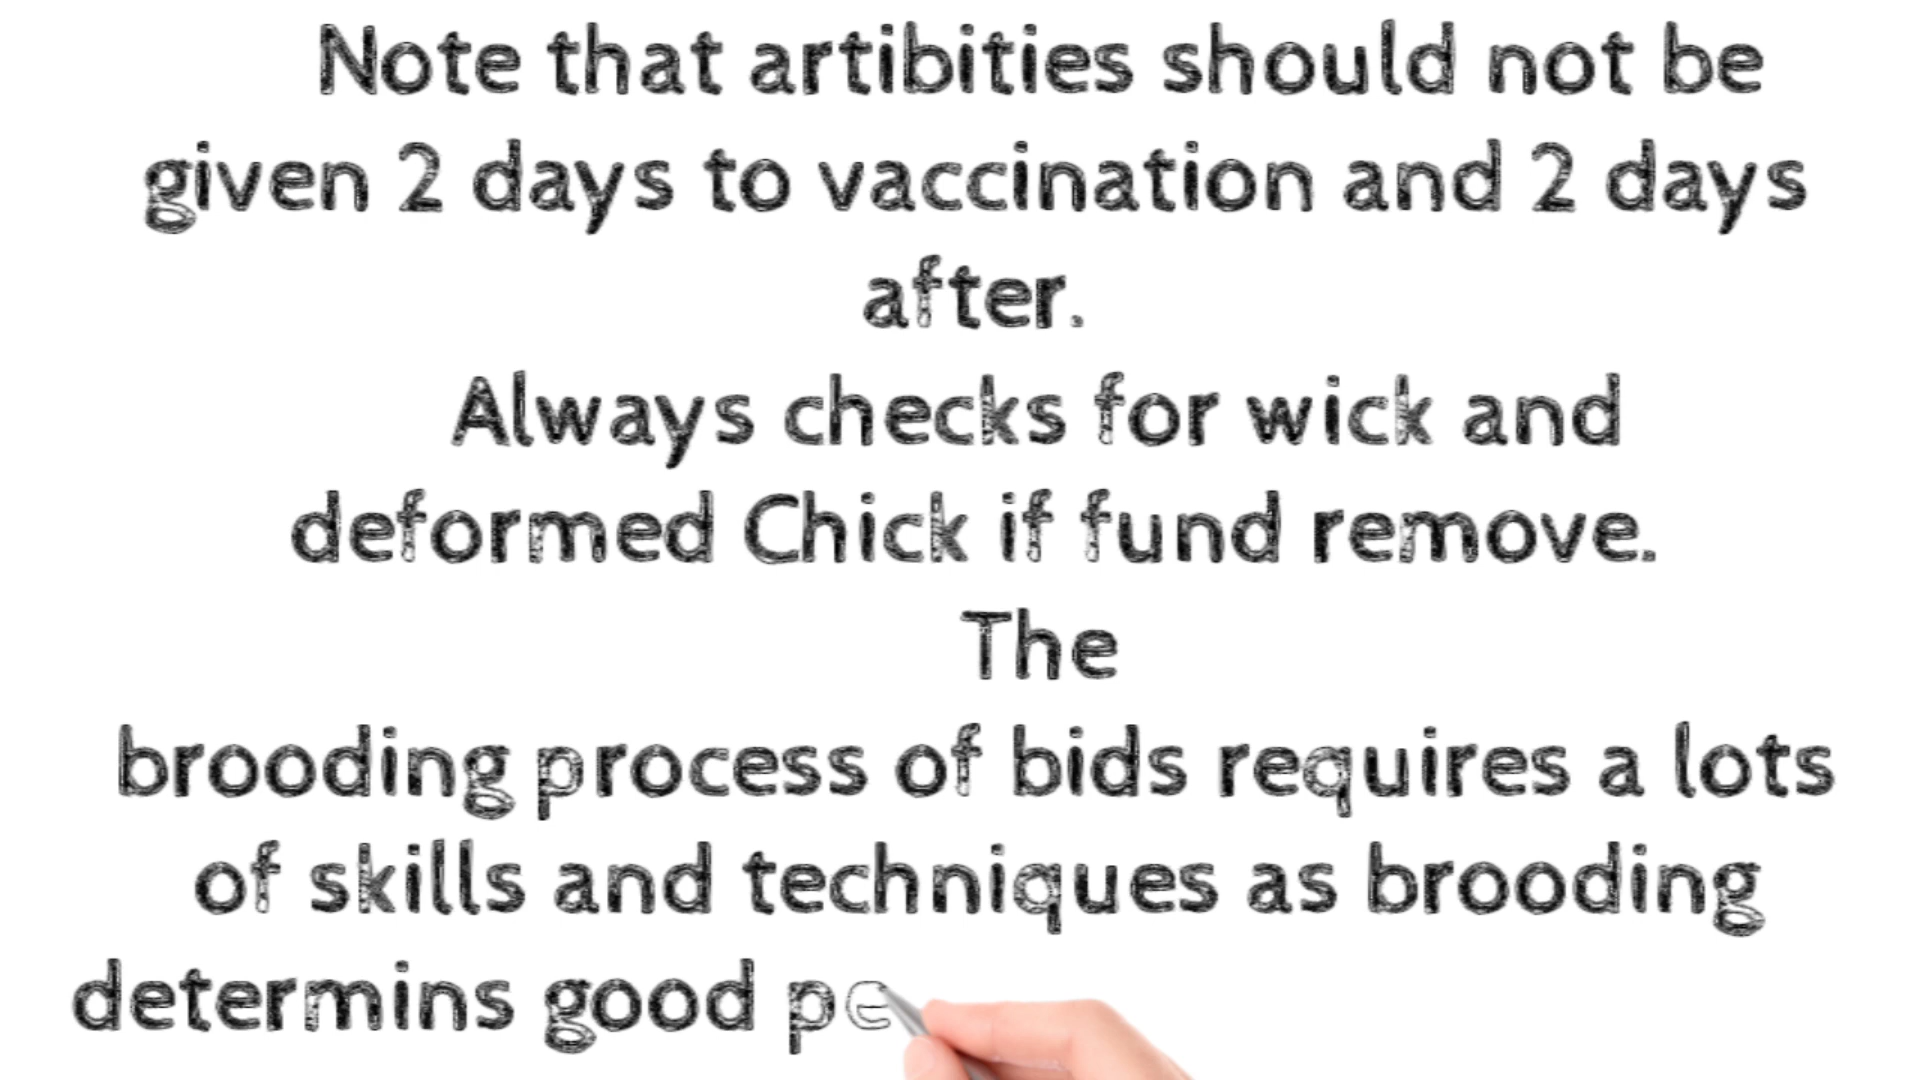 Note that artibities should not be
given 2 days to vaccination and 2 days
after.
Always checks for wick and
deformed Chick if fund remove.
The
brooding process of bids requires a lots
of skills and techniques as brooding
determins good pe